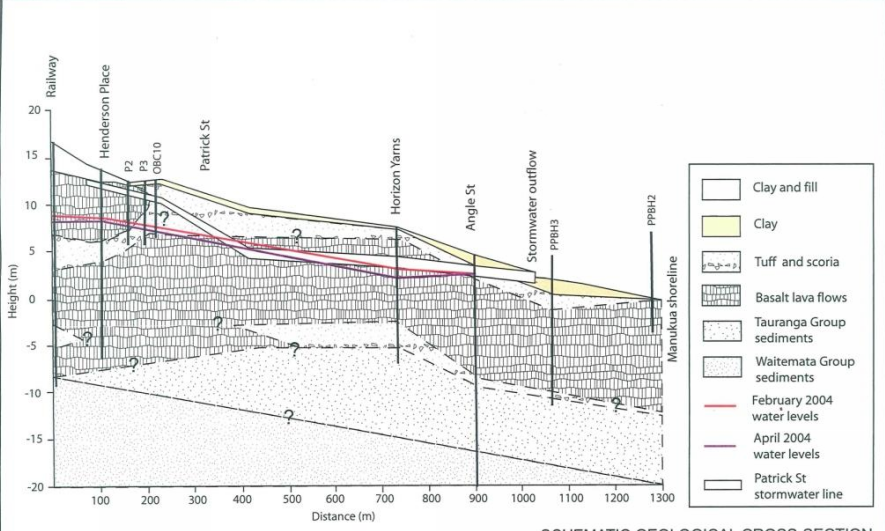 Railway
Henderson Place
P2
P3
OBC10
Patrick St
Horizon Yarns
Angle St
Stormwater outflow
PPBH3
PPBH2
Manukua shoreline
Height (m)
20
15
10
5
0
-5
-10
-15
-20
?
?
?
?
?
?
?
?
100
200
300
400
500
600
700
800
900
1000
1100
1200
1300
Distance (m)
Clay and fill
Clay
Tuff and scoria
Basalt lava flows
Tauranga Group
sediments
Waitemata Group
sediments
February 2004
water levels
April 2004
water levels
Patrick St
stormwater line